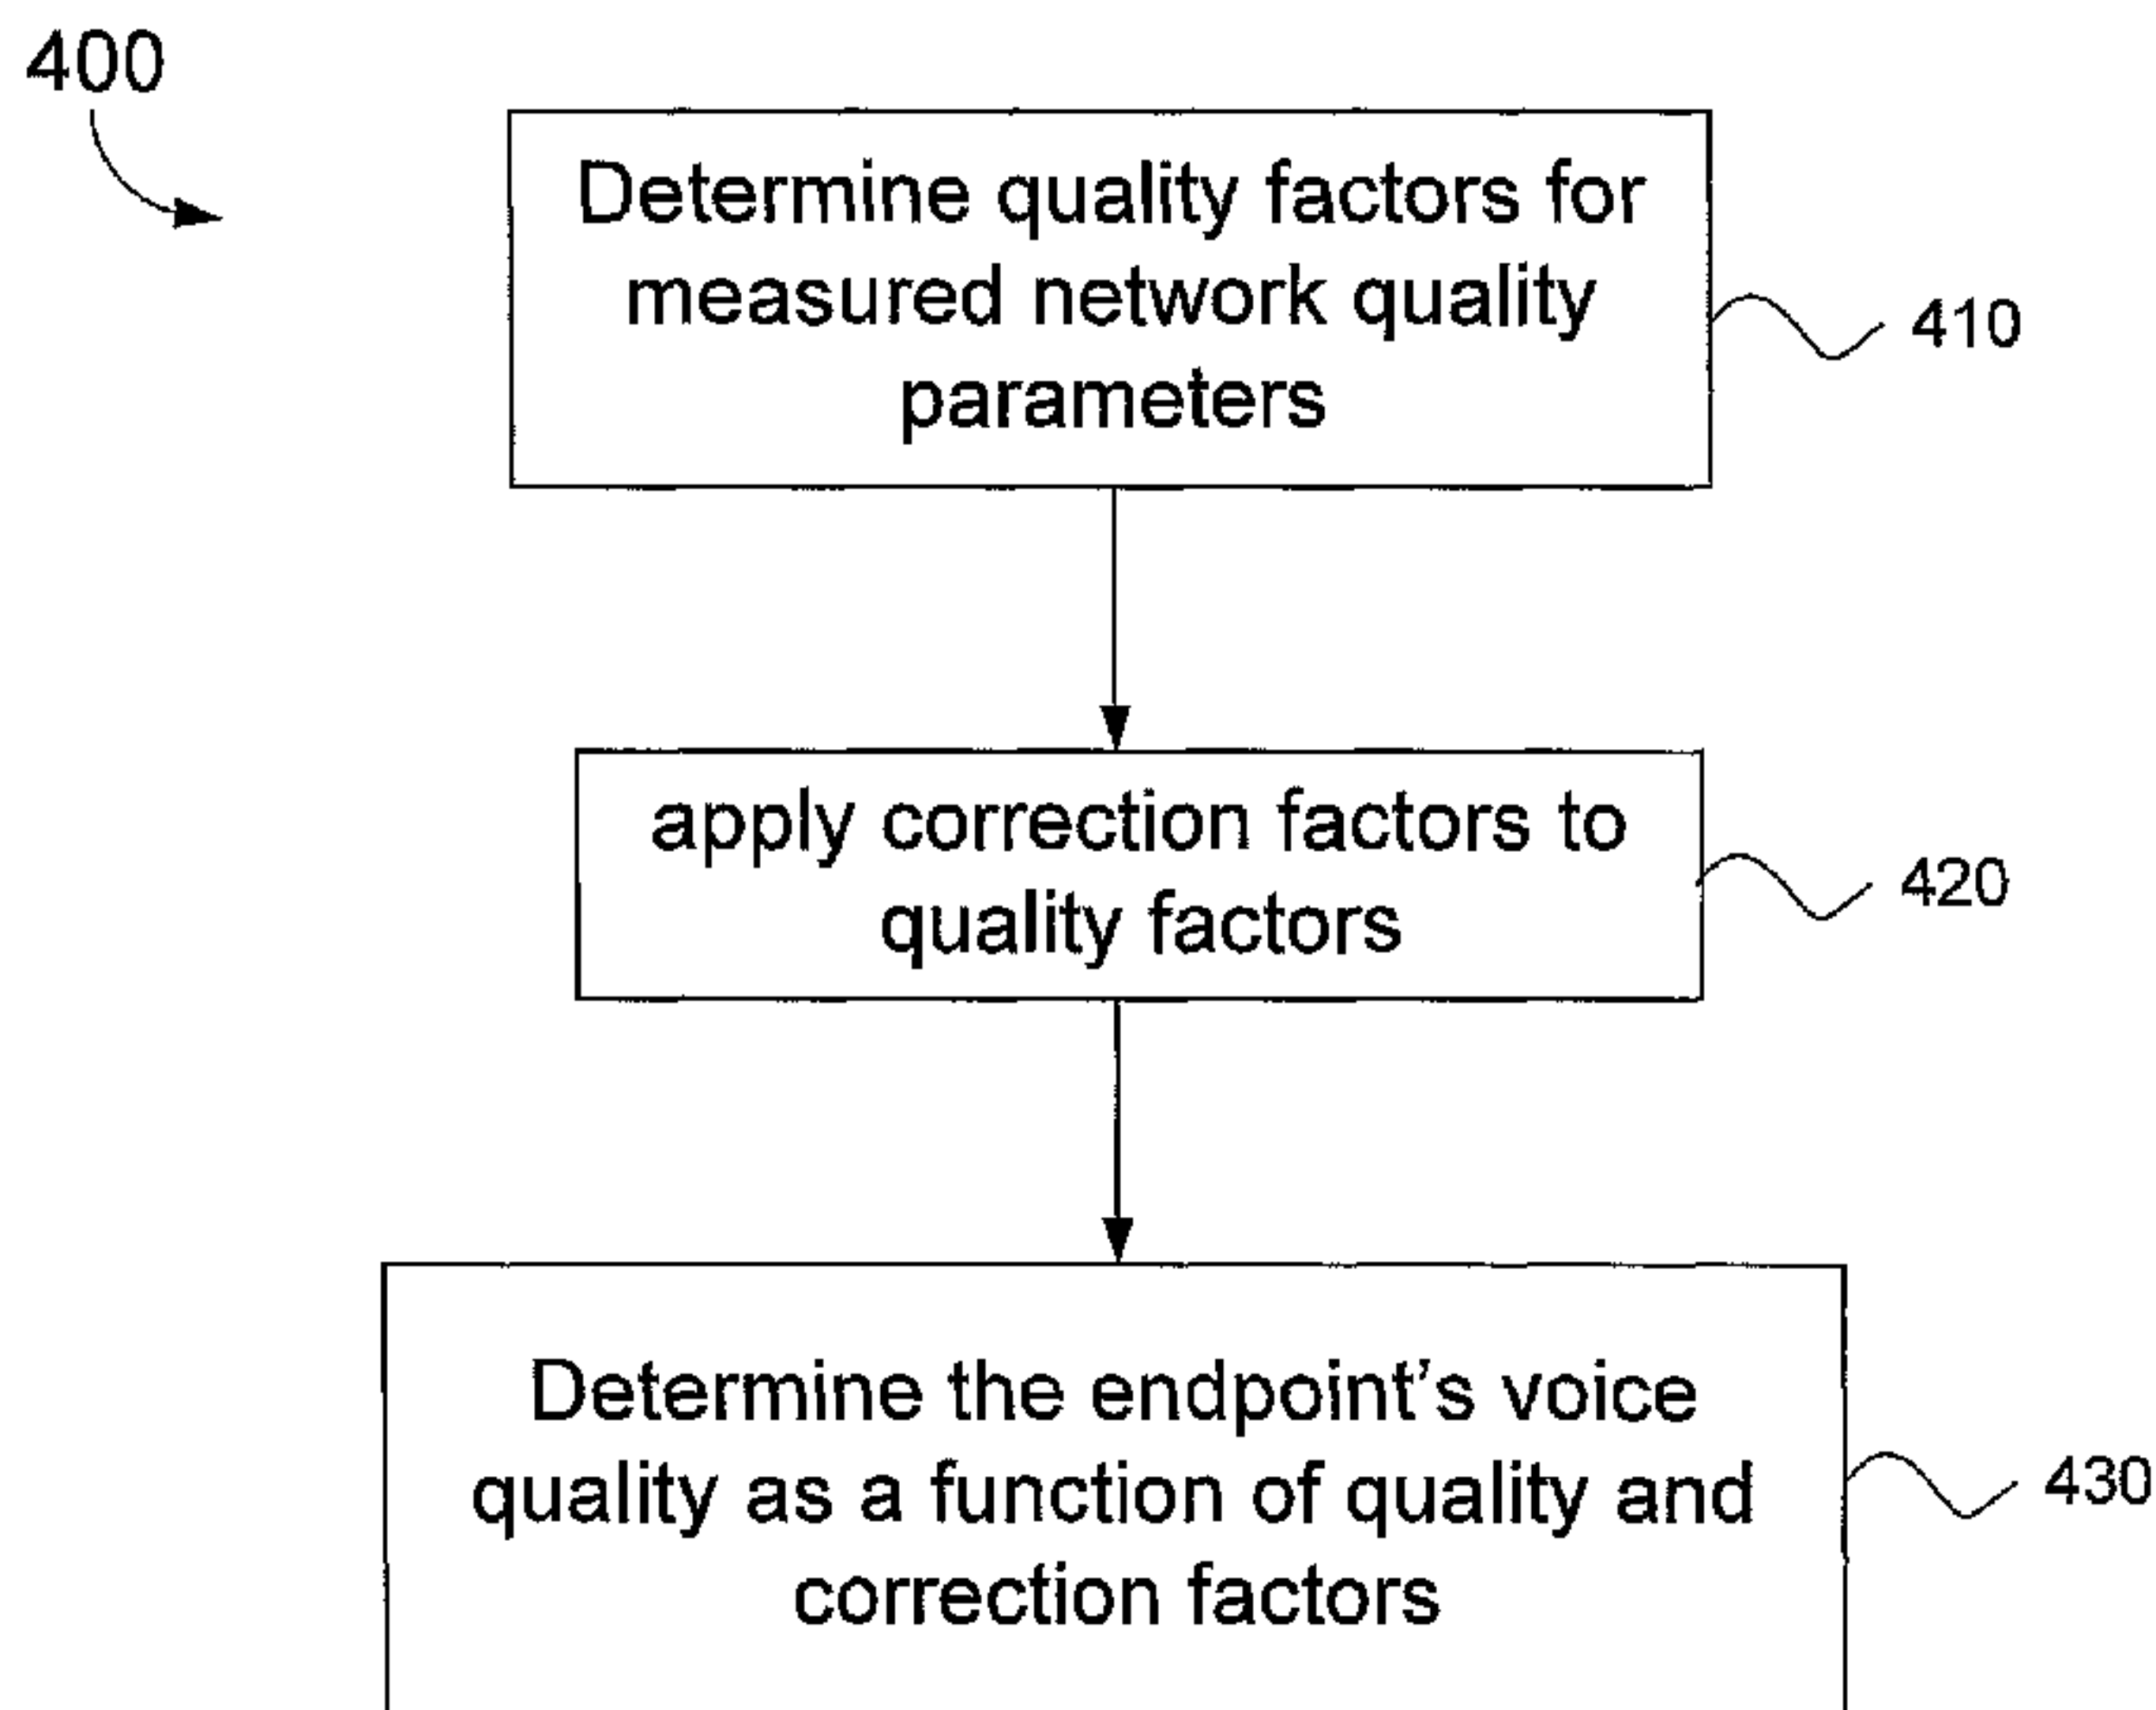 400
Determine quality factors for
measured network quality
parameters
410
apply correction factors to
quality factors
420
Determine the endpoint’s voice
quality as a function of quality and
correction factors
430